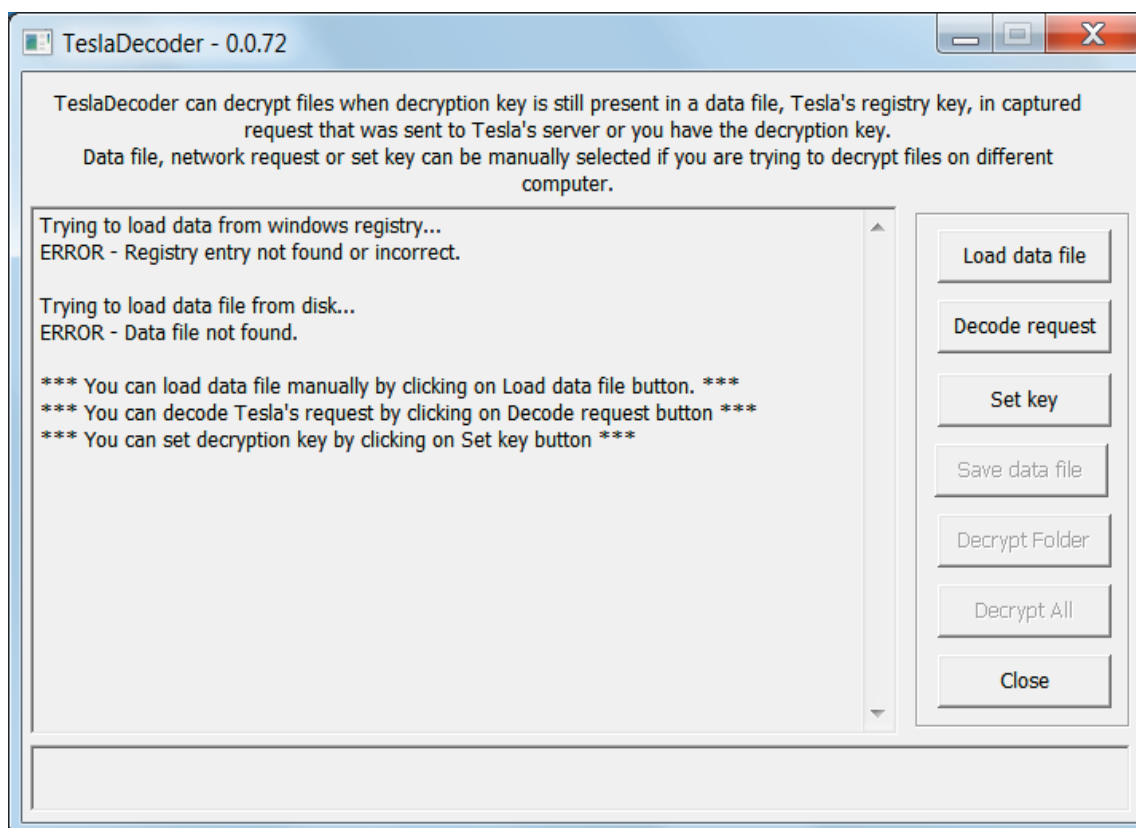 TeslaDecoder - 0.0.72
TeslaDecoder can decrypt files when decryption key is still present in a data file, Tesla's registry key, in captured
request that was sent to Tesla's server or you have the decryption key.
Data file, network request or set key can be manually selected if you are trying to decrypt files on different
computer.
Trying to load data from windows registry...
ERROR - Registry entry not found or incorrect.
Trying to load data file from disk...
ERROR - Data file not found.
*** You can load data file manually by clicking on Load data file button. ***
*** You can decode Tesla's request by clicking on Decode request button ***
*** You can set decryption key by clicking on Set key button ***
Load data file
Decode request
Set key
Save data file
Decrypt Folder
Decrypt All
Close